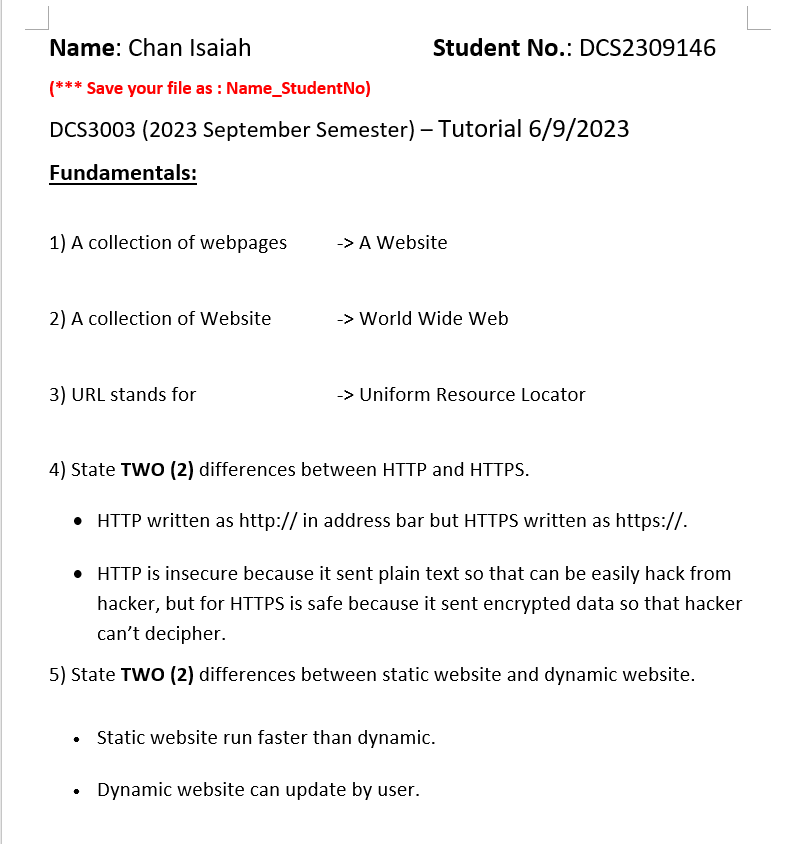 Name: Chan Isaiah Student No.: DCS2309146
(*** Save your file as : Name_StudentNo)
DCS3003 (2023 September Semester) – Tutorial 6/9/2023
Fundamentals:
1) A collection of webpages -> A Website
2) A collection of Website -> World Wide Web
3) URL stands for -> Uniform Resource Locator
4) State TWO (2) differences between HTTP and HTTPS.
• HTTP written as http:// in address bar but HTTPS written as https://.
• HTTP is insecure because it sent plain text so that can be easily hack from
hacker, but for HTTPS is safe because it sent encrypted data so that hacker
can’t decipher.
5) State TWO (2) differences between static website and dynamic website.
• Static website run faster than dynamic.
• Dynamic website can update by user.